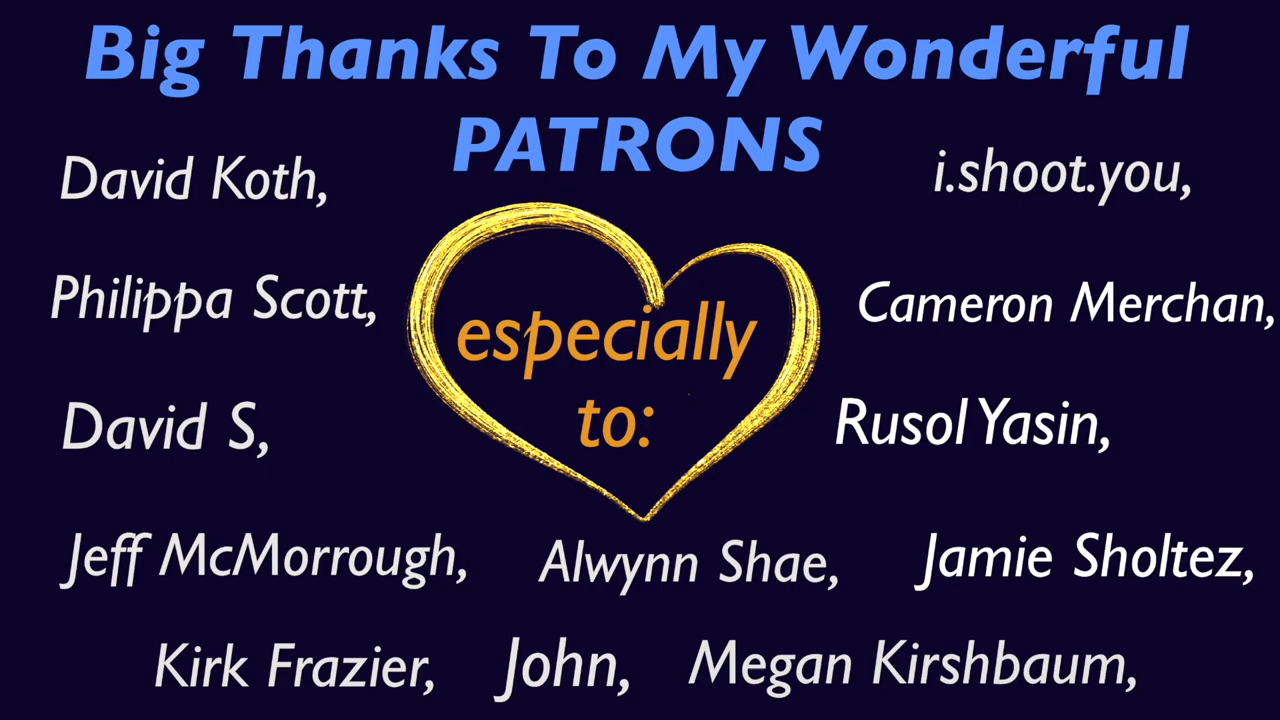 Big Thanks To My Wonderful
PATRONS
David Koth,
i.shoot.you,
Philippa Scott,
especially
to:
Cameron Merchan,
David S,
Rusol Yasin,
Jeff McMorrough,
Alwynn Shae,
Jamie Sholtez,
Kirk Frazier,
John,
Megan Kirshbaum,